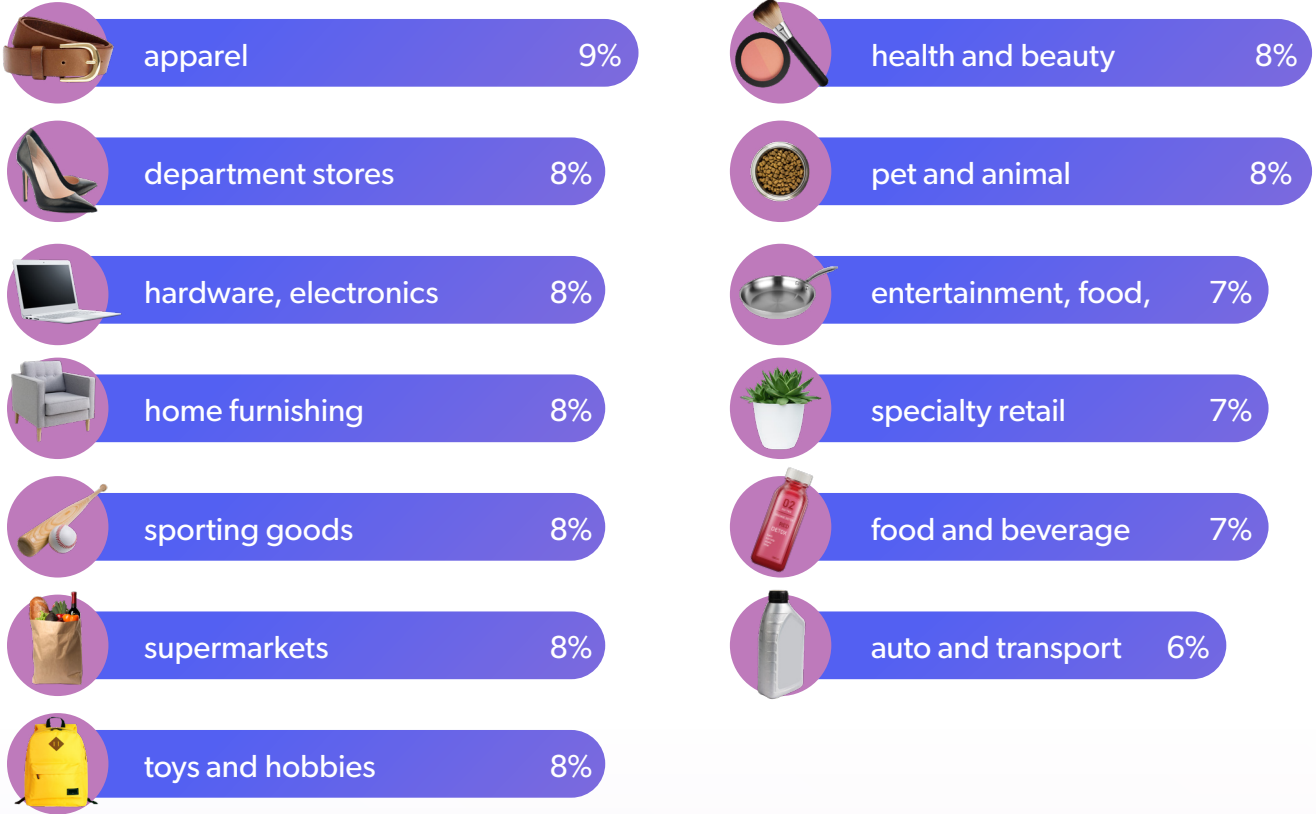 apparel 9%
department stores 8%
hardware, electronics 8%
home furnishing 8%
sporting goods 8%
supermarkets 8%
toys and hobbies 8%
health and beauty 8%
pet and animal 8%
entertainment, food, 7%
specialty retail 7%
food and beverage 7%
auto and transport 6%
02